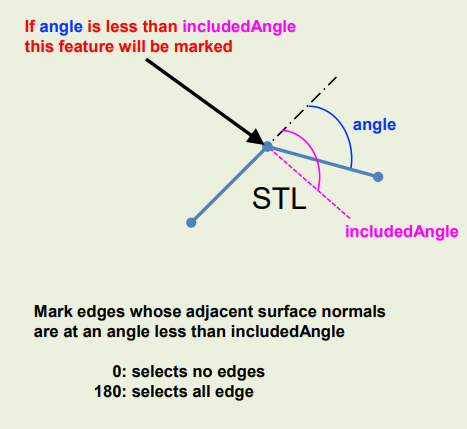 If angle is less than includedAngle
this feature will be marked
angle
STL
includedAngle
Mark edges whose adjacent surface normals
are at an angle less than includedAngle
0: selects no edges
180: selects all edge